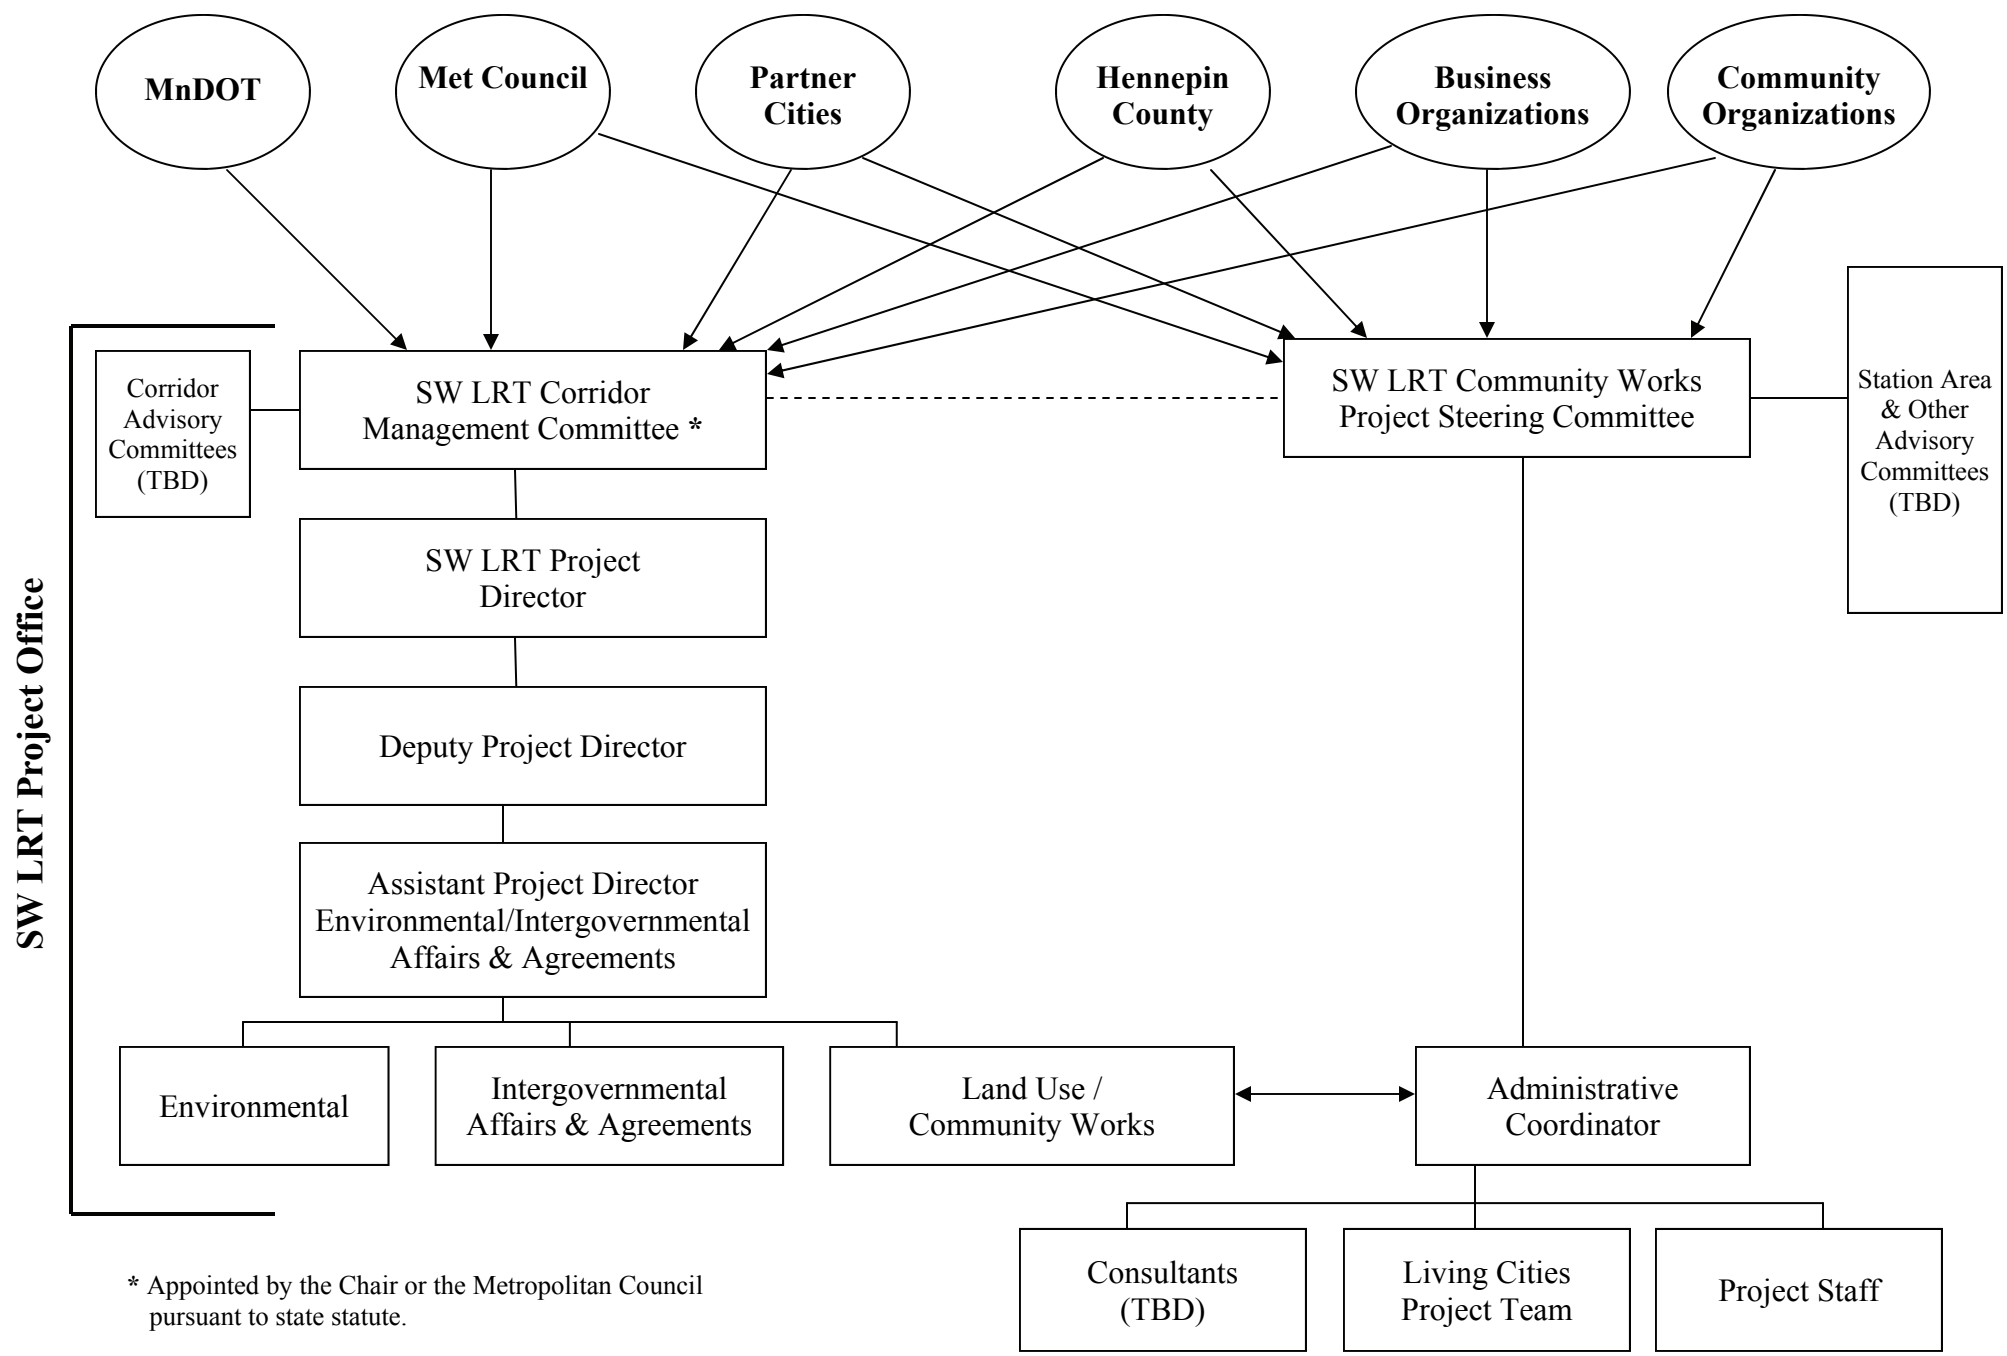 MnDOT
Met Council
Partner
Cities
Hennepin
County
Business
Organizations
Community
Organizations
SW LRT Project Office
Corridor
Advisory
Committees
(TBD)
SW LRT Corridor
Management Committee *
SW LRT Community Works
Project Steering Committee
Station Area
& Other
Advisory
Committees
(TBD)
SW LRT Project
Director
Deputy Project Director
Assistant Project Director
Environmental/Intergovernmental
Affairs & Agreements
Environmental
Intergovernmental
Affairs & Agreements
Land Use /
Community Works
Administrative
Coordinator
Consultants
(TBD)
Living Cities
Project Team
Project Staff
* Appointed by the Chair or the Metropolitan Council
pursuant to state statute.